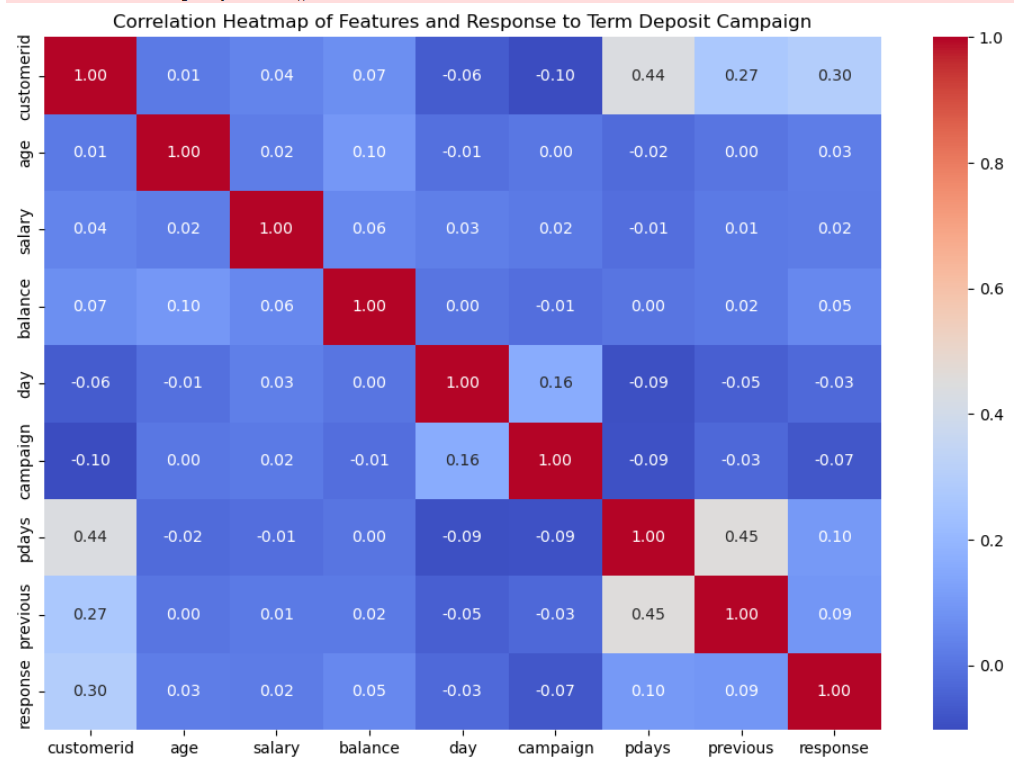 Correlation Heatmap of Features and Response to Term Deposit Campaign
customerid 1.00 0.01 0.04 0.07 -0.06 -0.10 0.44 0.27 0.30
age 0.01 1.00 0.02 0.10 -0.01 0.00 -0.02 0.00 0.03
salary 0.04 0.02 1.00 0.06 0.03 0.02 -0.01 0.01 0.02
balance 0.07 0.10 0.06 1.00 0.00 -0.01 0.00 0.02 0.05
day -0.06 -0.01 0.03 0.00 1.00 0.16 -0.09 -0.05 -0.03
campaign -0.10 0.00 0.02 -0.01 0.16 1.00 -0.09 -0.03 -0.07
pdays 0.44 -0.02 -0.01 0.00 -0.09 -0.09 1.00 0.45 0.10
previous 0.27 0.00 0.01 0.02 -0.05 -0.03 0.45 1.00 0.09
response 0.30 0.03 0.02 0.05 -0.03 -0.07 0.10 0.09 1.00
customerid age salary balance day campaign pdays previous response
1.0
0.8
0.6
0.4
0.2
0.0